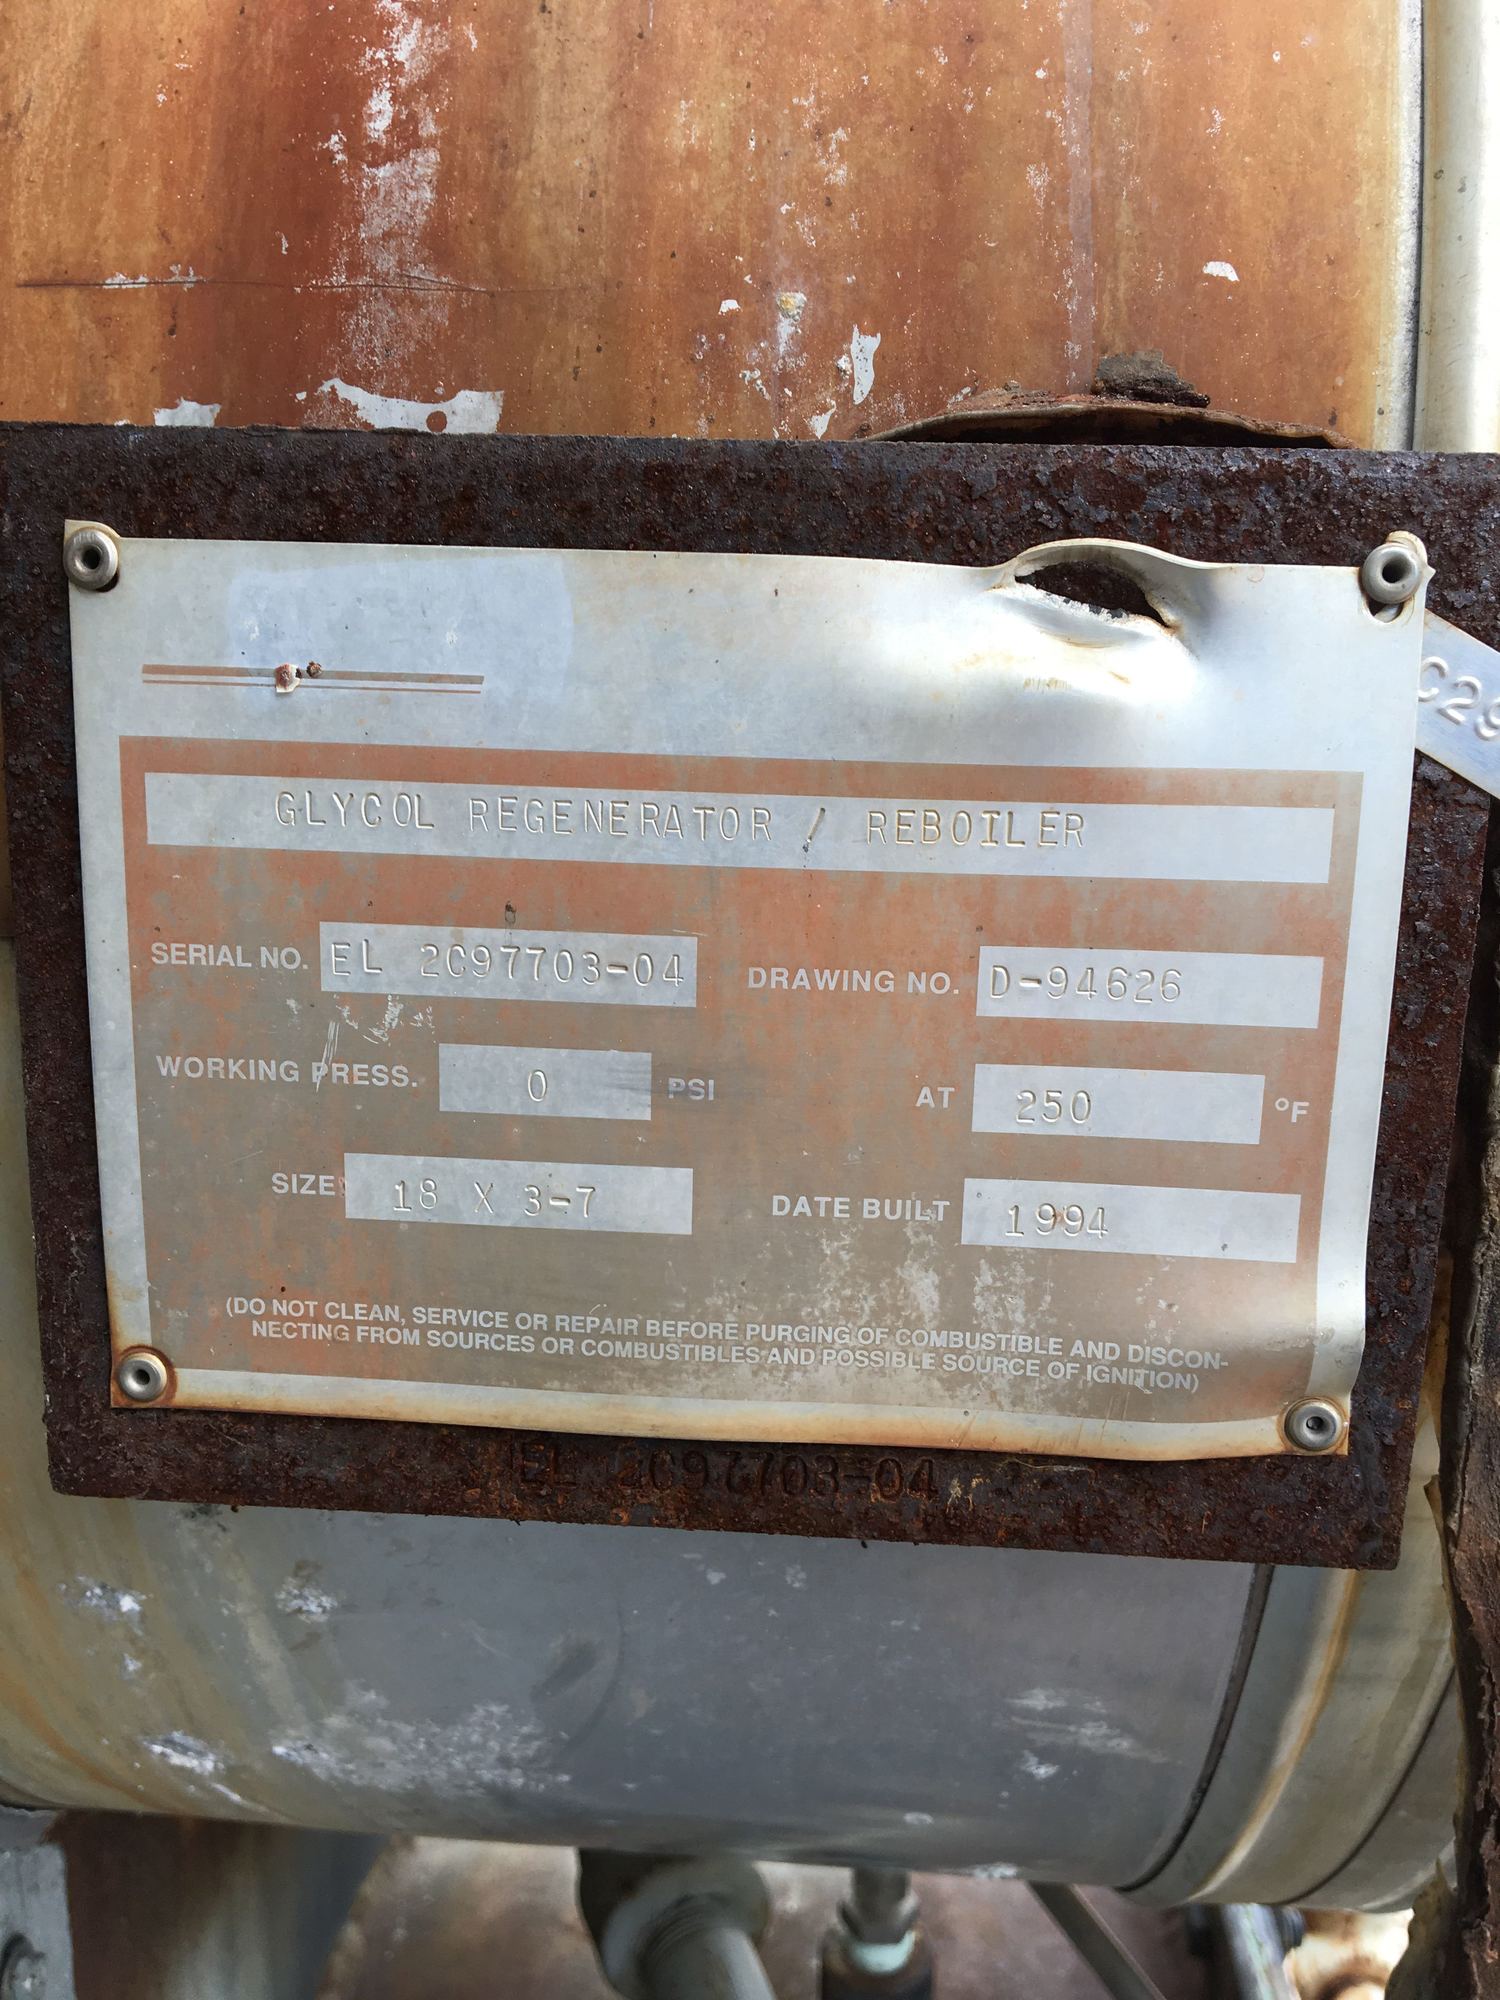 GLYCOL REGENERATOR / REBOILER
SERIAL NO. EL 2C97703-04 DRAWING NO. D-94626
WORKING PRESS. 0 PSI AT 250 °F
SIZE 18 X 3-7 DATE BUILT 1994
(DO NOT CLEAN, SERVICE OR REPAIR BEFORE PURGING OF COMBUSTIBLE AND DISCON-
NECTING FROM SOURCES OR COMBUSTIBLES AND POSSIBLE SOURCE OF IGNITION)
EL 2C97703-04
C29